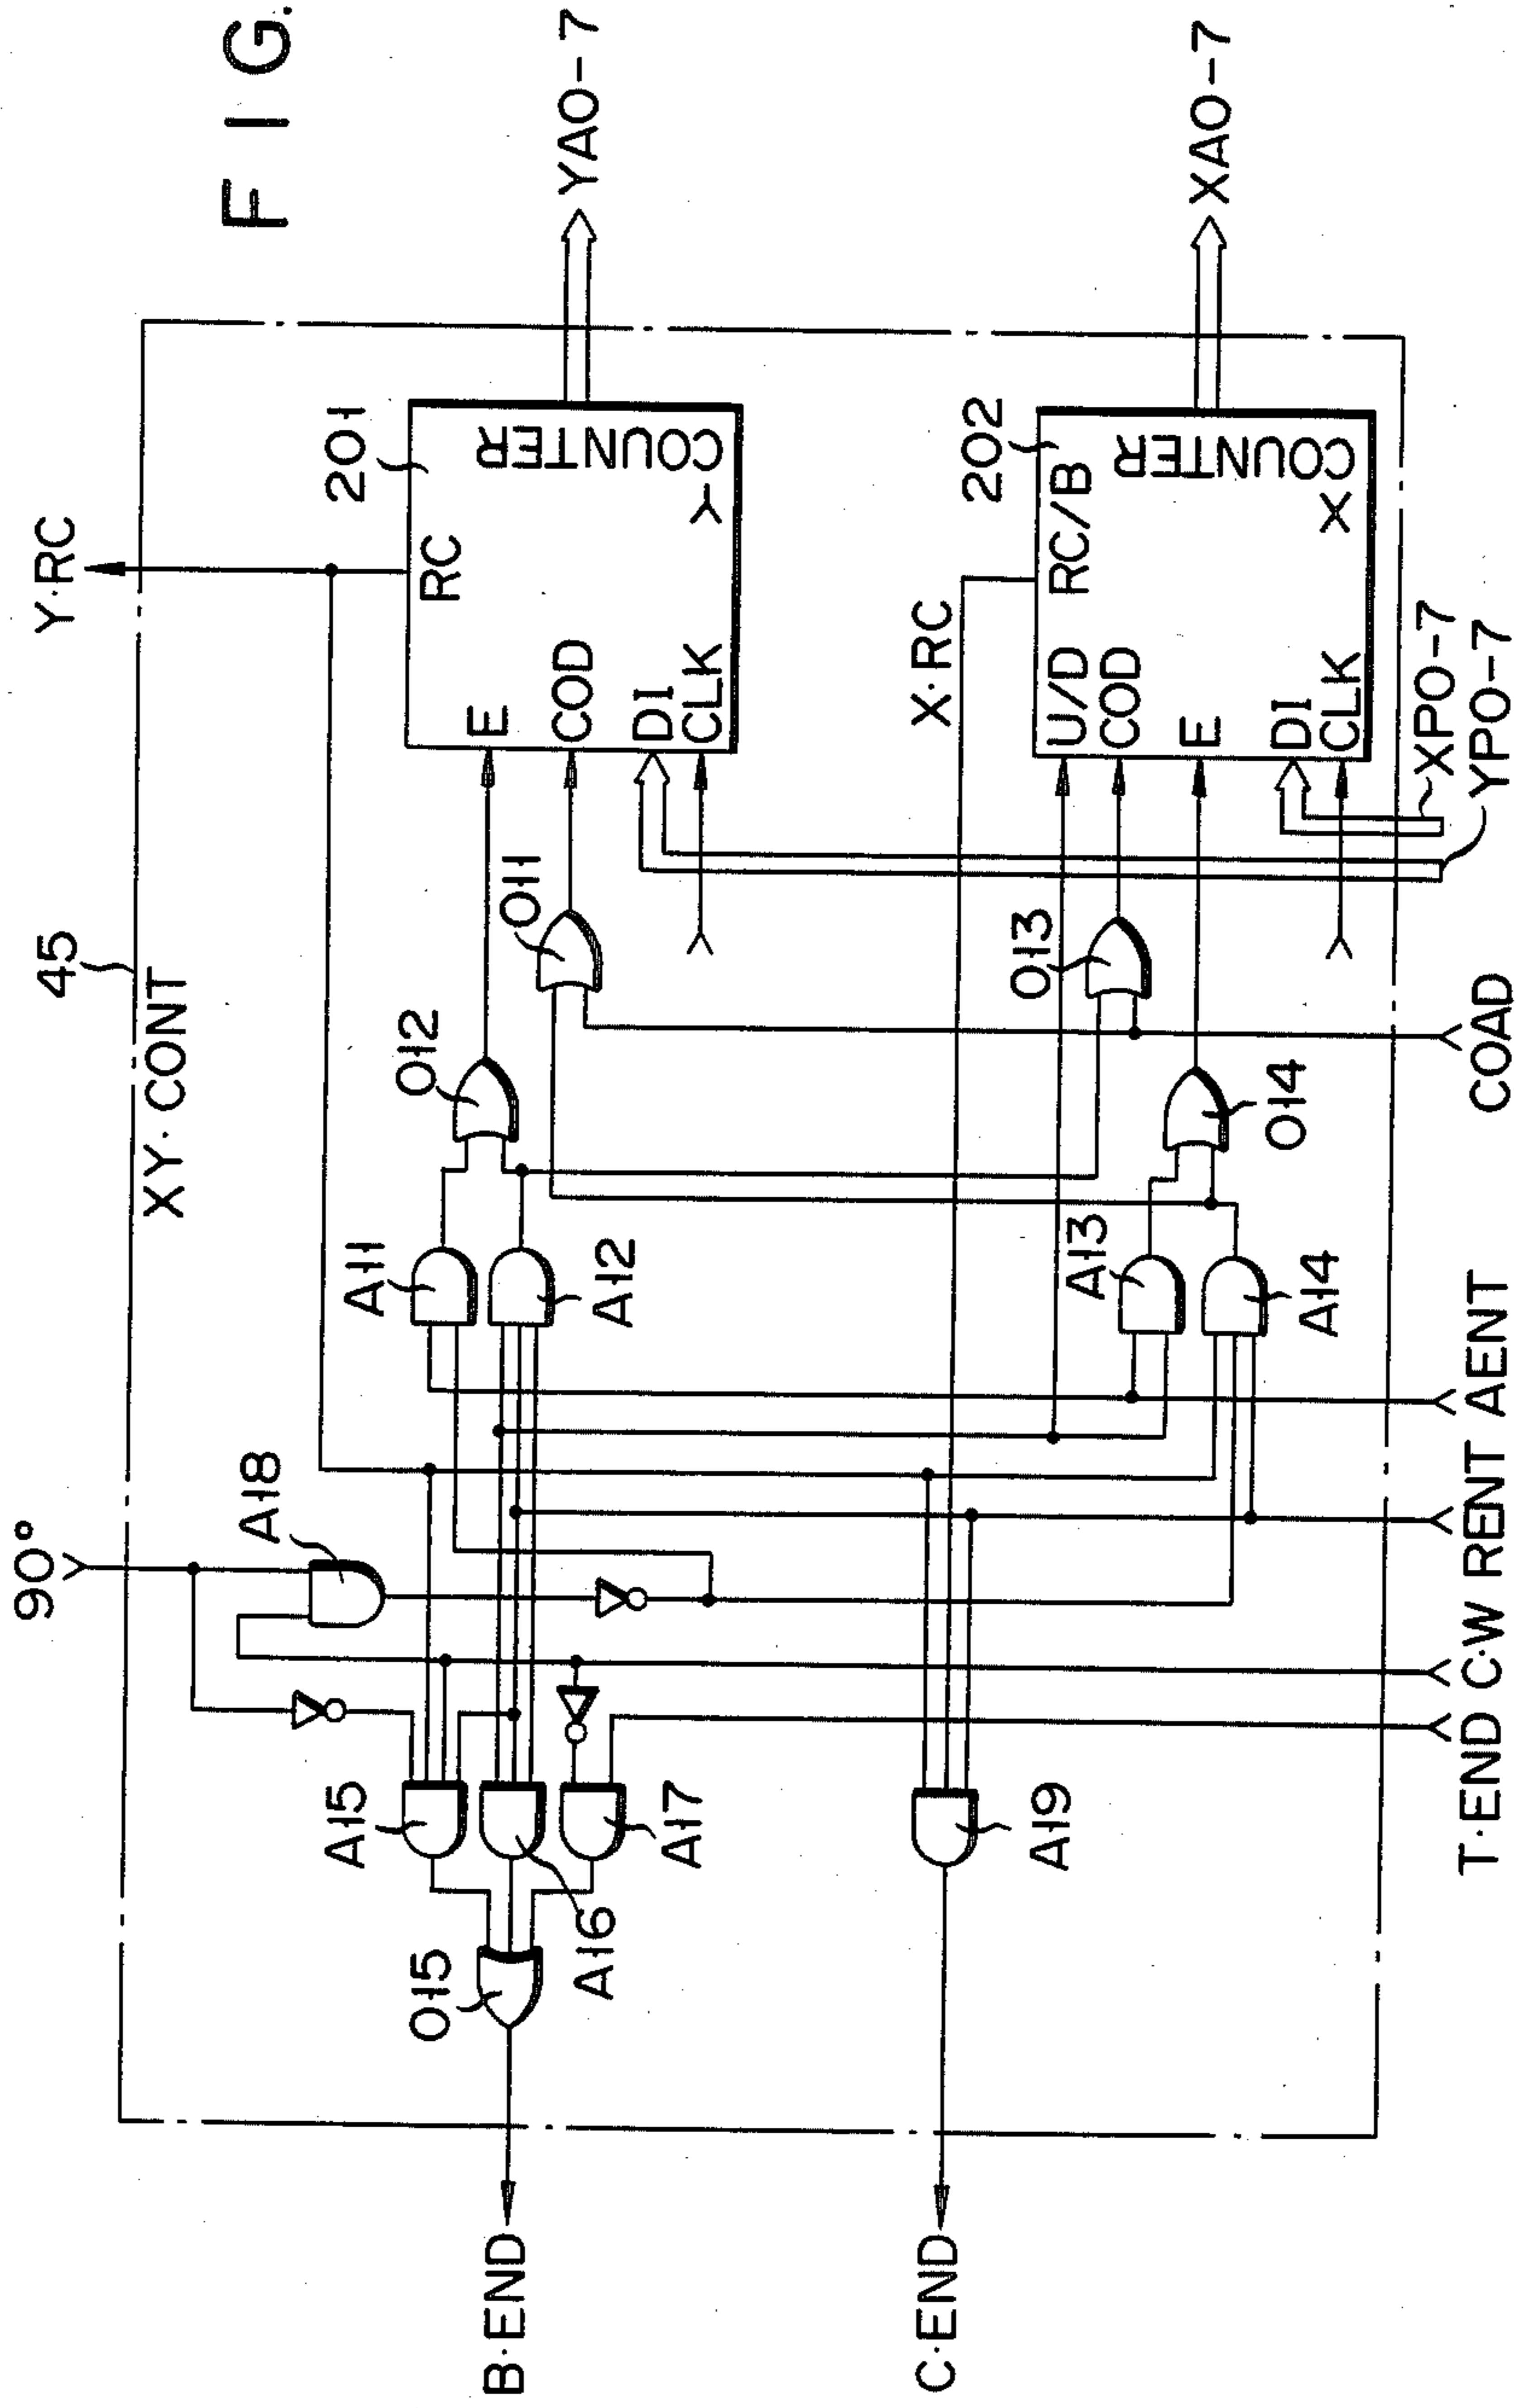 FIG.
45
XY·CONT
90°
Y·RC
201
RC
E
COD
DI
CLK
Y
COUNTER
YA0-7
X·RC
202
RC/B
U/D
COD
E
DI
CLK
X
COUNTER
XA0-7
XP0-7
YP0-7
O12
O11
O13
O14
A11
A12
A13
A14
A18
A15
A16
A17
A19
O15
B·END
C·END
T·END
C·W
RENT
AENT
COAD